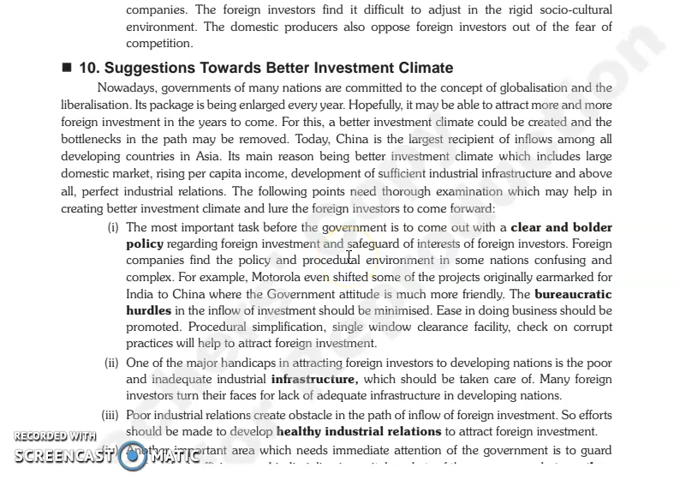 companies. The foreign investors find it difficult to adjust in the rigid socio-cultural
environment. The domestic producers also oppose foreign investors out of the fear of
competition.
■ 10. Suggestions Towards Better Investment Climate
Nowadays, governments of many nations are committed to the concept of globalisation and the
liberalisation. Its package is being enlarged every year. Hopefully, it may be able to attract more and more
foreign investment in the years to come. For this, a better investment climate could be created and the
bottlenecks in the path may be removed. Today, China is the largest recipient of inflows among all
developing countries in Asia. Its main reason being better investment climate which includes large
domestic market, rising per capita income, development of sufficient industrial infrastructure and above
all, perfect industrial relations. The following points need thorough examination which may help in
creating better investment climate and lure the foreign investors to come forward:
(i) The most important task before the government is to come out with a clear and bolder
policy regarding foreign investment and safeguard of interests of foreign investors. Foreign
companies find the policy and procedural environment in some nations confusing and
complex. For example, Motorola even shifted some of the projects originally earmarked for
India to China where the Government attitude is much more friendly. The bureaucratic
hurdles in the inflow of investment should be minimised. Ease in doing business should be
promoted. Procedural simplification, single window clearance facility, check on corrupt
practices will help to attract foreign investment.
(ii) One of the major handicaps in attracting foreign investors to developing nations is the poor
and inadequate industrial infrastructure, which should be taken care of. Many foreign
investors turn their faces for lack of adequate infrastructure in developing nations.
(iii) Poor industrial relations create obstacle in the path of inflow of foreign investment. So efforts
should be made to develop healthy industrial relations to attract foreign investment.
Another important area which needs immediate attention of the government is to guard
RECORDED WITH
SCREENCAST MATIC